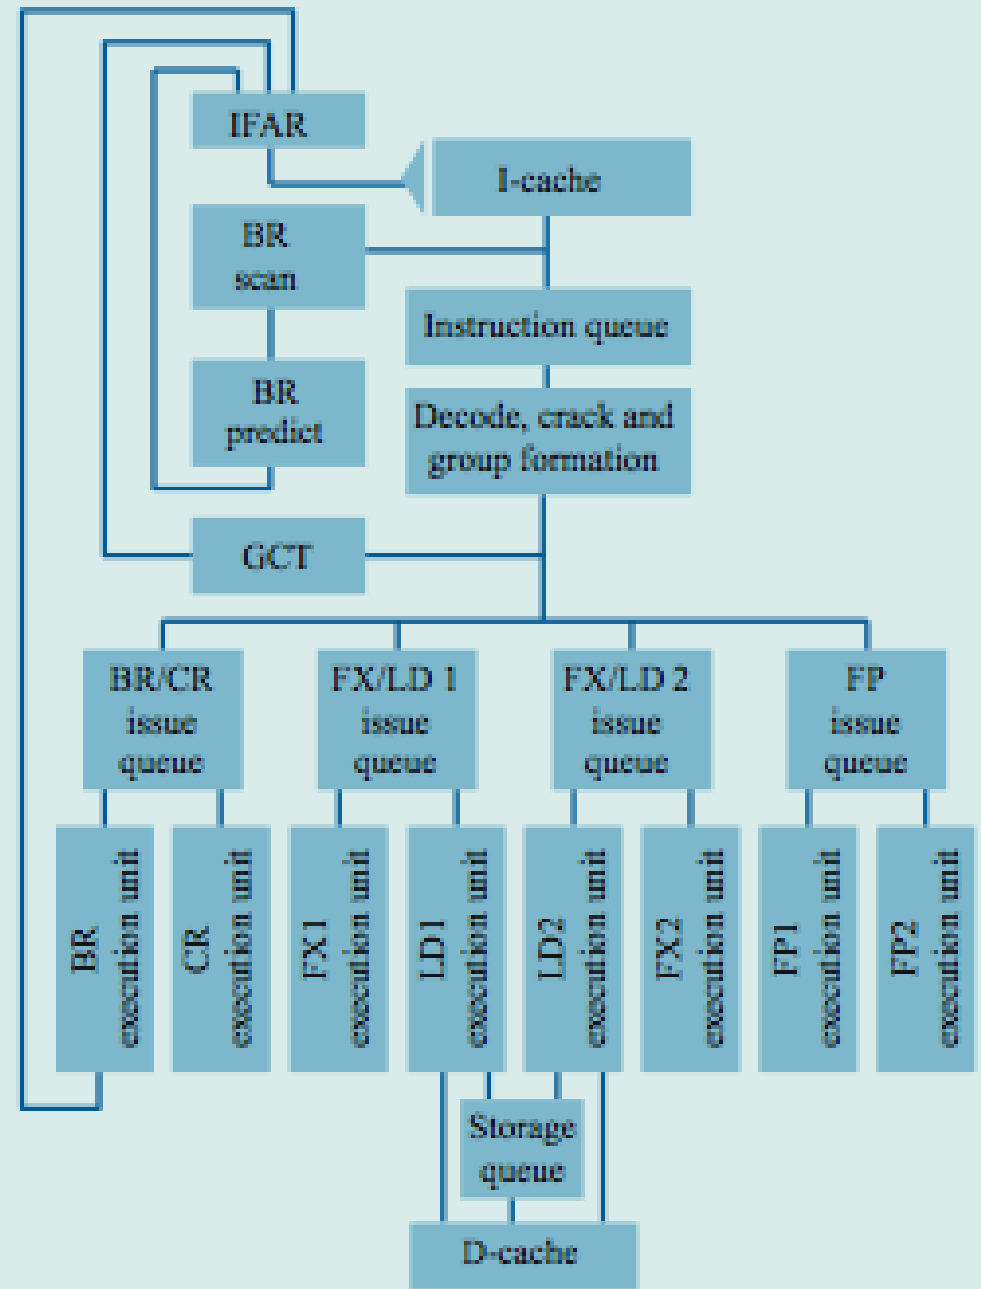 IFAR
I-cache
BR
scan
Instruction queue
BR
predict
Decode, crack and
group formation
GCT
BR/CR
issue
queue
FX/LD 1
issue
queue
FX/LD 2
issue
queue
FP
issue
queue
BR
execution unit
CR
execution unit
FX1
execution unit
LD1
execution unit
LD2
execution unit
FX2
execution unit
FP1
execution unit
FP2
execution unit
Storage
queue
D-cache